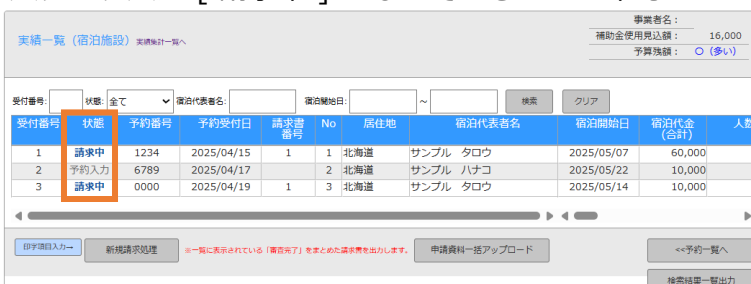 実績一覧（宿泊施設） 実績集計一覧へ
事業者名：
補助金使用見込額： 16,000
予算残額： ○（多い）
受付番号: 状態: 全て 宿泊代表者名: 宿泊開始日: ～ 検索 クリア
受付番号 状態 予約番号 予約受付日 請求書番号 No 居住地 宿泊代表者名 宿泊開始日 宿泊代金(合計) 人数
1 請求中 1234 2025/04/15 1 1 北海道 サンプル タロウ 2025/05/07 60,000
2 予約入力 6789 2025/04/17 2 北海道 サンプル ハナコ 2025/05/22 10,000
3 請求中 0000 2025/04/19 1 3 北海道 サンプル タロウ 2025/05/14 10,000
印字項目入力→ 新規請求処理 ※一覧に表示されている「審査完了」をまとめた請求書を出力します。 申請資料一括アップロード <<予約一覧へ
検索結果一覧出力